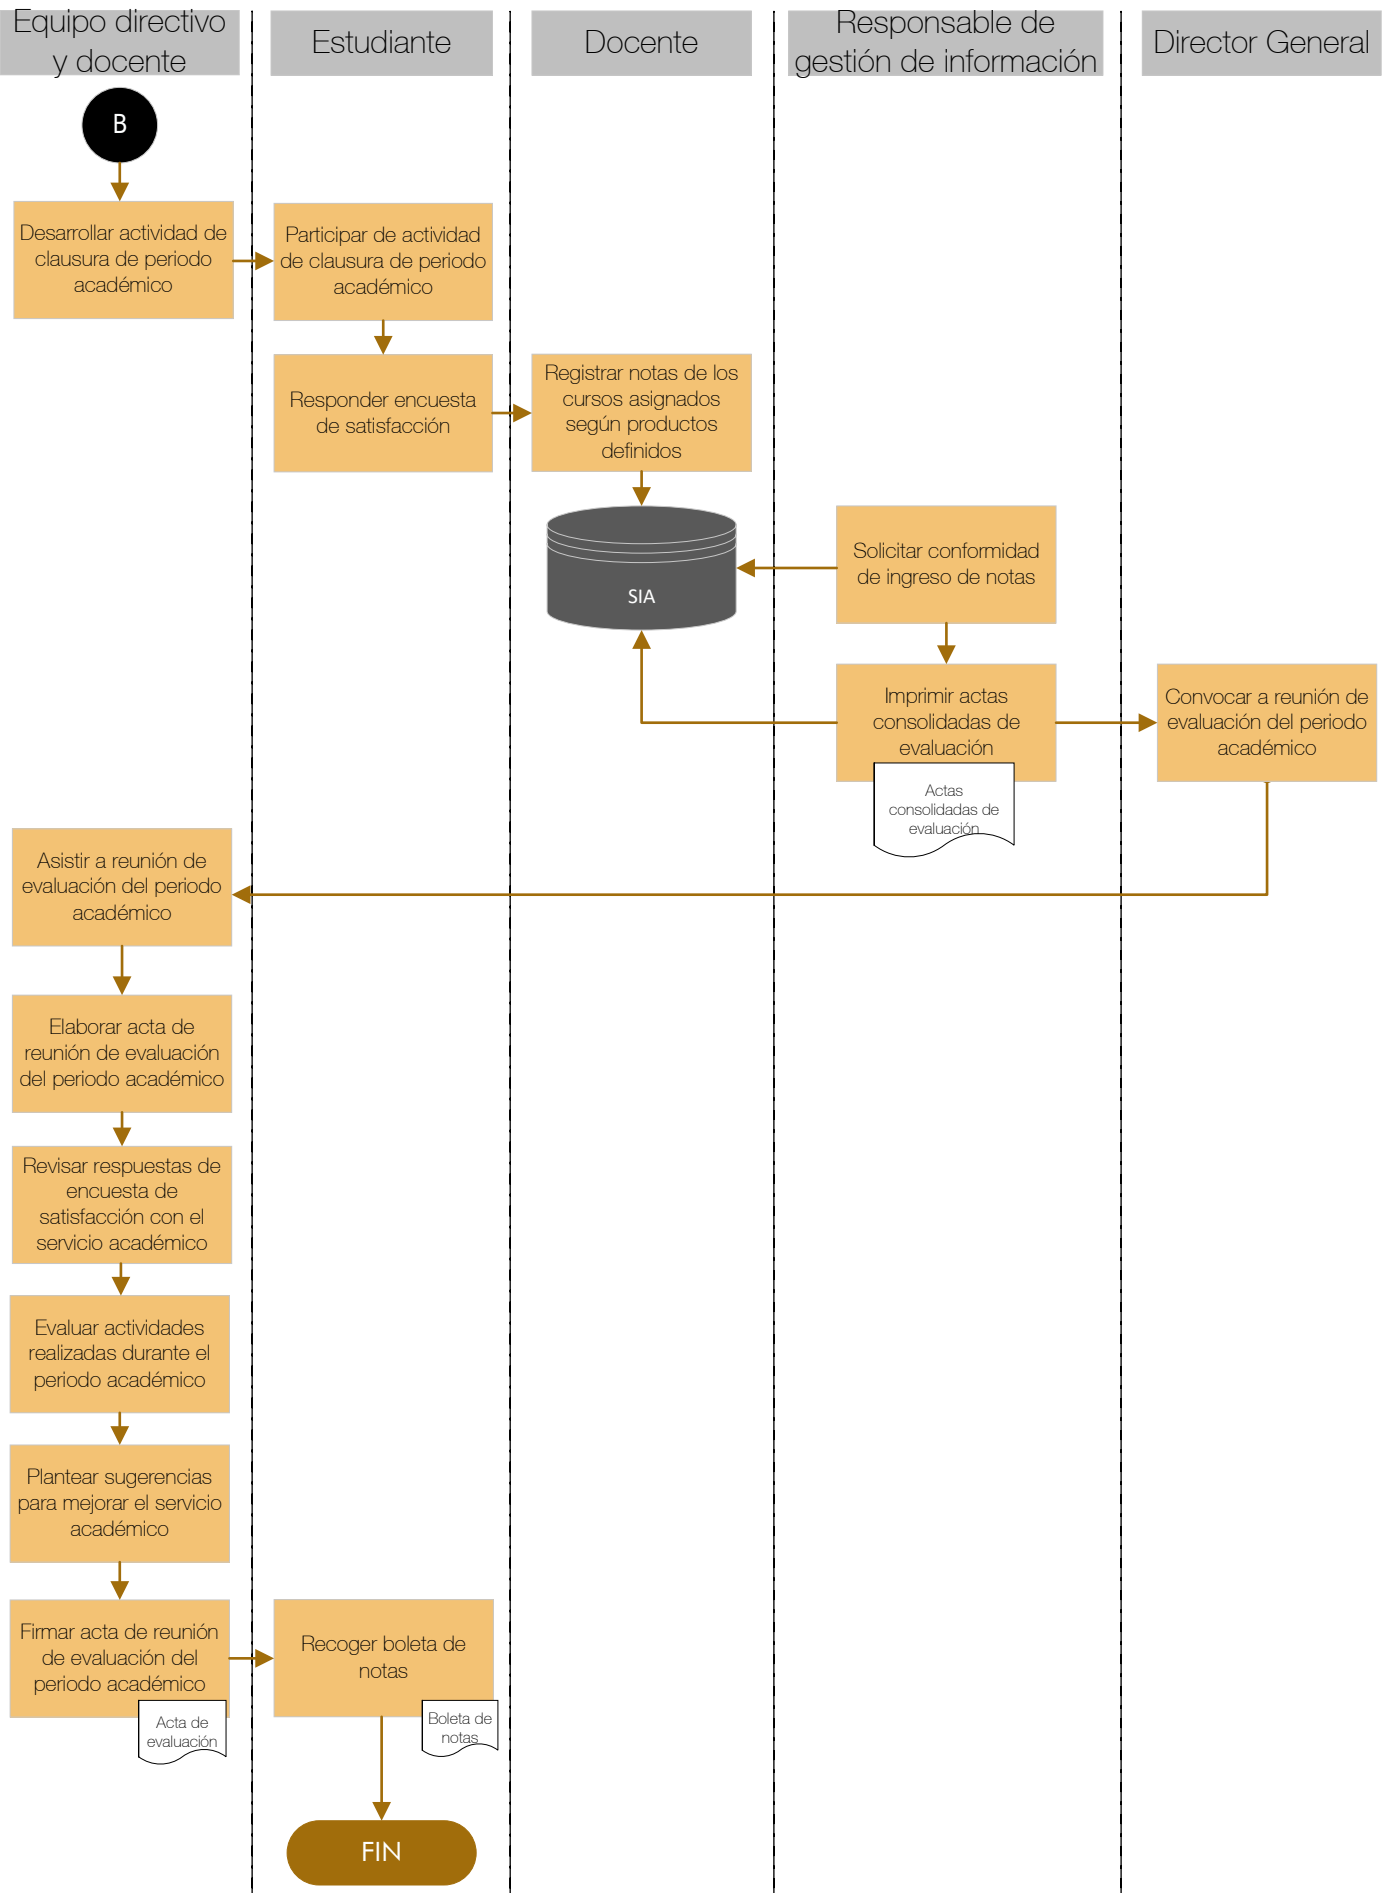 Equipo directivo
y docente
Estudiante
Docente
Responsable de
gestión de información
Director General
B
Desarrollar actividad de
clausura de periodo
académico
Participar de actividad
de clausura de periodo
académico
Responder encuesta
de satisfacción
Registrar notas de los
cursos asignados
según productos
definidos
SIA
Solicitar conformidad
de ingreso de notas
Imprimir actas
consolidadas de
evaluación
Actas
consolidadas de
evaluación
Convocar a reunión de
evaluación del periodo
académico
Asistir a reunión de
evaluación del periodo
académico
Elaborar acta de
reunión de evaluación
del periodo académico
Revisar respuestas de
encuesta de
satisfacción con el
servicio académico
Evaluar actividades
realizadas durante el
periodo académico
Plantear sugerencias
para mejorar el servicio
académico
Firmar acta de reunión
de evaluación del
periodo académico
Acta de
evaluación
Recoger boleta de
notas
Boleta de
notas
FIN